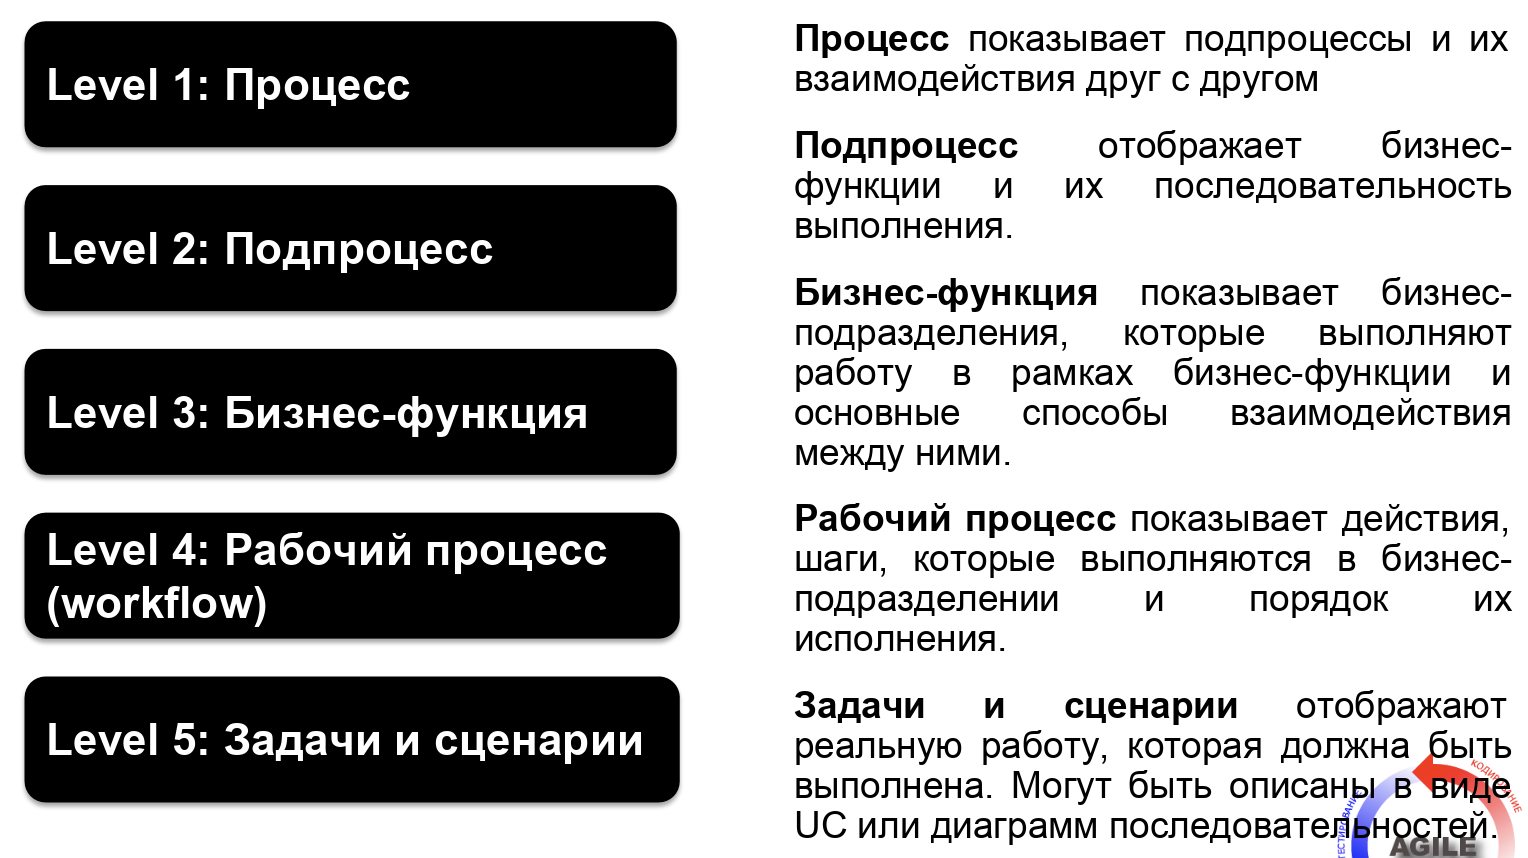 Level 1: Процесс
Level 2: Подпроцесс
Level 3: Бизнес-функция
Level 4: Рабочий процесс
(workflow)
Level 5: Задачи и сценарии
Процесс показывает подпроцессы и их
взаимодействия друг с другом
Подпроцесс отображает бизнес-
функции и их последовательность
выполнения.
Бизнес-функция показывает бизнес-
подразделения, которые выполняют
работу в рамках бизнес-функции и
основные способы взаимодействия
между ними.
Рабочий процесс показывает действия,
шаги, которые выполняются в бизнес-
подразделении и порядок их
исполнения.
Задачи и сценарии отображают
реальную работу, которая должна быть
выполнена. Могут быть описаны в виде
UC или диаграмм последовательностей.
КОДИРОВАНИЕ
ТЕСТИРОВАНИЕ
AGILE